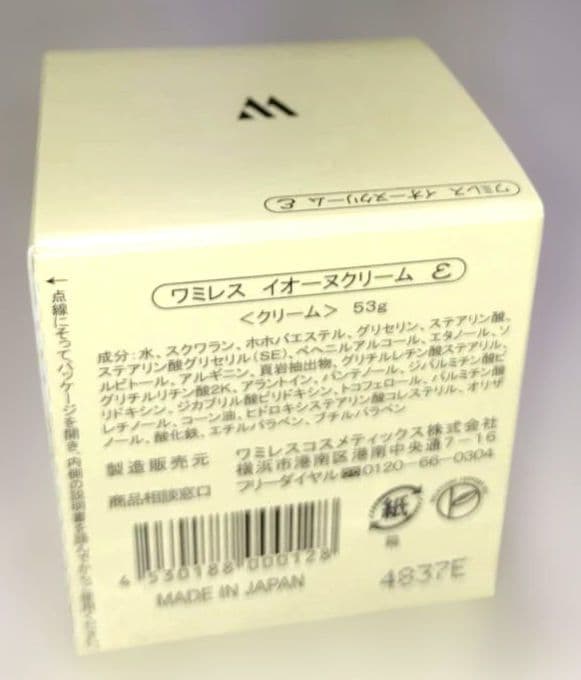 W
ワミレス イオーヌクリーム 3
ワミレス イオーヌクリーム 3
<クリーム> 53g
成分:水、スクワラン、ホホバエステル、グリセリン、ステアリン酸、
ステアリン酸グリセリル(SE)、ベヘニルアルコール、エタノール、ソ
ルビトール、アルギニン、真岩抽出物、グリチルレチン酸ステアリル、
グリチルリチン酸2K、アラントイン、パンテノール、ジパルミチン酸ピ
リドキシン、ジカプリル酸ピリドキシン、トコフェロール、パルミチン酸
レチノール、コーン油、ヒドロキシステアリン酸コレステリル、オリザ
ノール、酸化鉄、エチルパラベン、ブチルパラベン
製造販売元 ワミレスコスメティックス株式会社
横浜市港南区港南中央通7-16
商品相談窓口 フリーダイヤル 0120-66-0304
紙
箱
4 530188 000128
MADE IN JAPAN
4837E
←点線にそって、パッケージを開き、内側の説明書を読んでからご使用ください